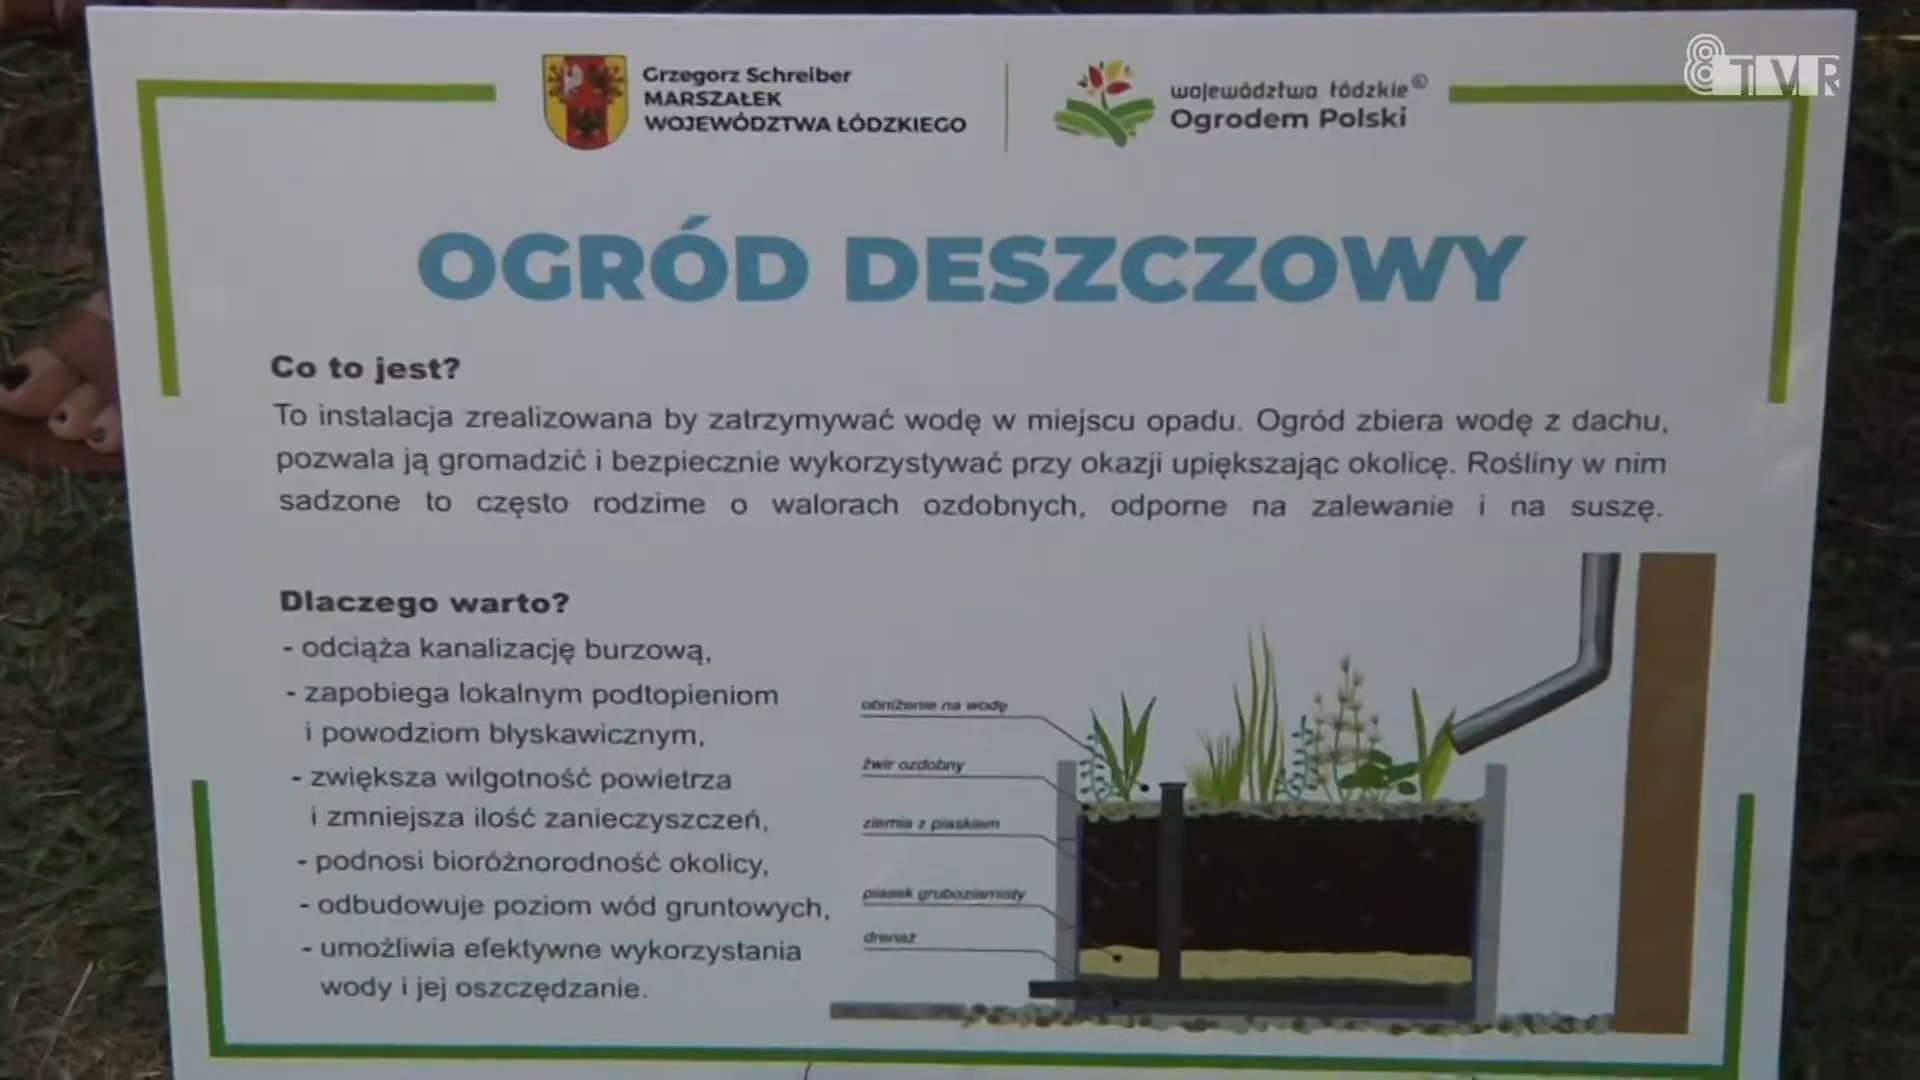 Grzegorz Schreiber
MARSZAŁEK
WOJEWÓDZTWA ŁÓDZKIEGO
województwo łódzkie©
Ogrodem Polski
8TVR
OGRÓD DESZCZOWY
Co to jest?
To instalacja zrealizowana by zatrzymywać wodę w miejscu opadu. Ogród zbiera wodę z dachu,
pozwala ją gromadzić i bezpiecznie wykorzystywać przy okazji upiększając okolicę. Rośliny w nim
sadzone to często rodzime o walorach ozdobnych, odporne na zalewanie i na suszę.
Dlaczego warto?
- odciąża kanalizację burzową,
- zapobiega lokalnym podtopieniom
i powodziom błyskawicznym,
- zwiększa wilgotność powietrza
i zmniejsza ilość zanieczyszczeń,
- podnosi bioróżnorodność okolicy,
- odbudowuje poziom wód gruntowych,
- umożliwia efektywne wykorzystania
wody i jej oszczędzanie.
obniżenie na wodę
żwir ozdobny
ziemia z piaskiem
piasek gruboziarnisty
drenaż